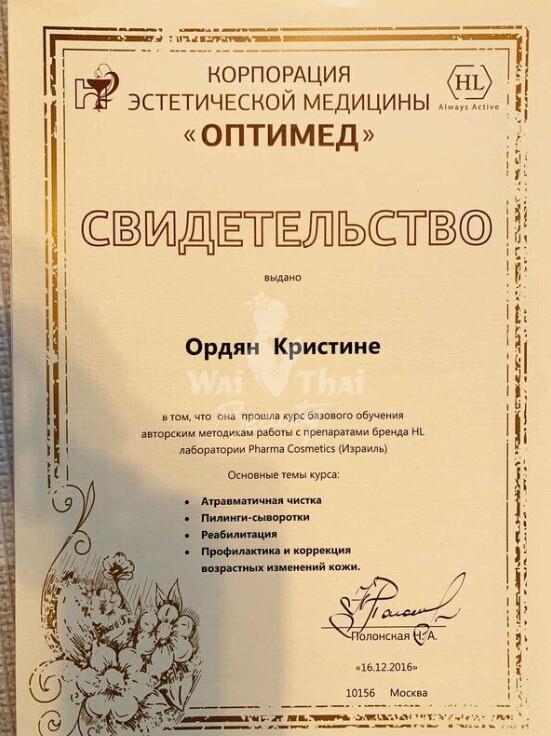 КОРПОРАЦИЯ
ЭСТЕТИЧЕСКОЙ МЕДИЦИНЫ
«ОПТИМЕД»
HL
Always Active
СВИДЕТЕЛЬСТВО
выдано
Ордян Кристине
Wai Thai
в том, что она прошла курс базового обучения
авторским методикам работы с препаратами бренда HL
лаборатории Pharma Cosmetics (Израиль)
Основные темы курса:
• Атравматичная чистка
• Пилинги-сыворотки
• Реабилитация
• Профилактика и коррекция
возрастных изменений кожи.
Полонская Н. А.
«16.12.2016»
10156 Москва